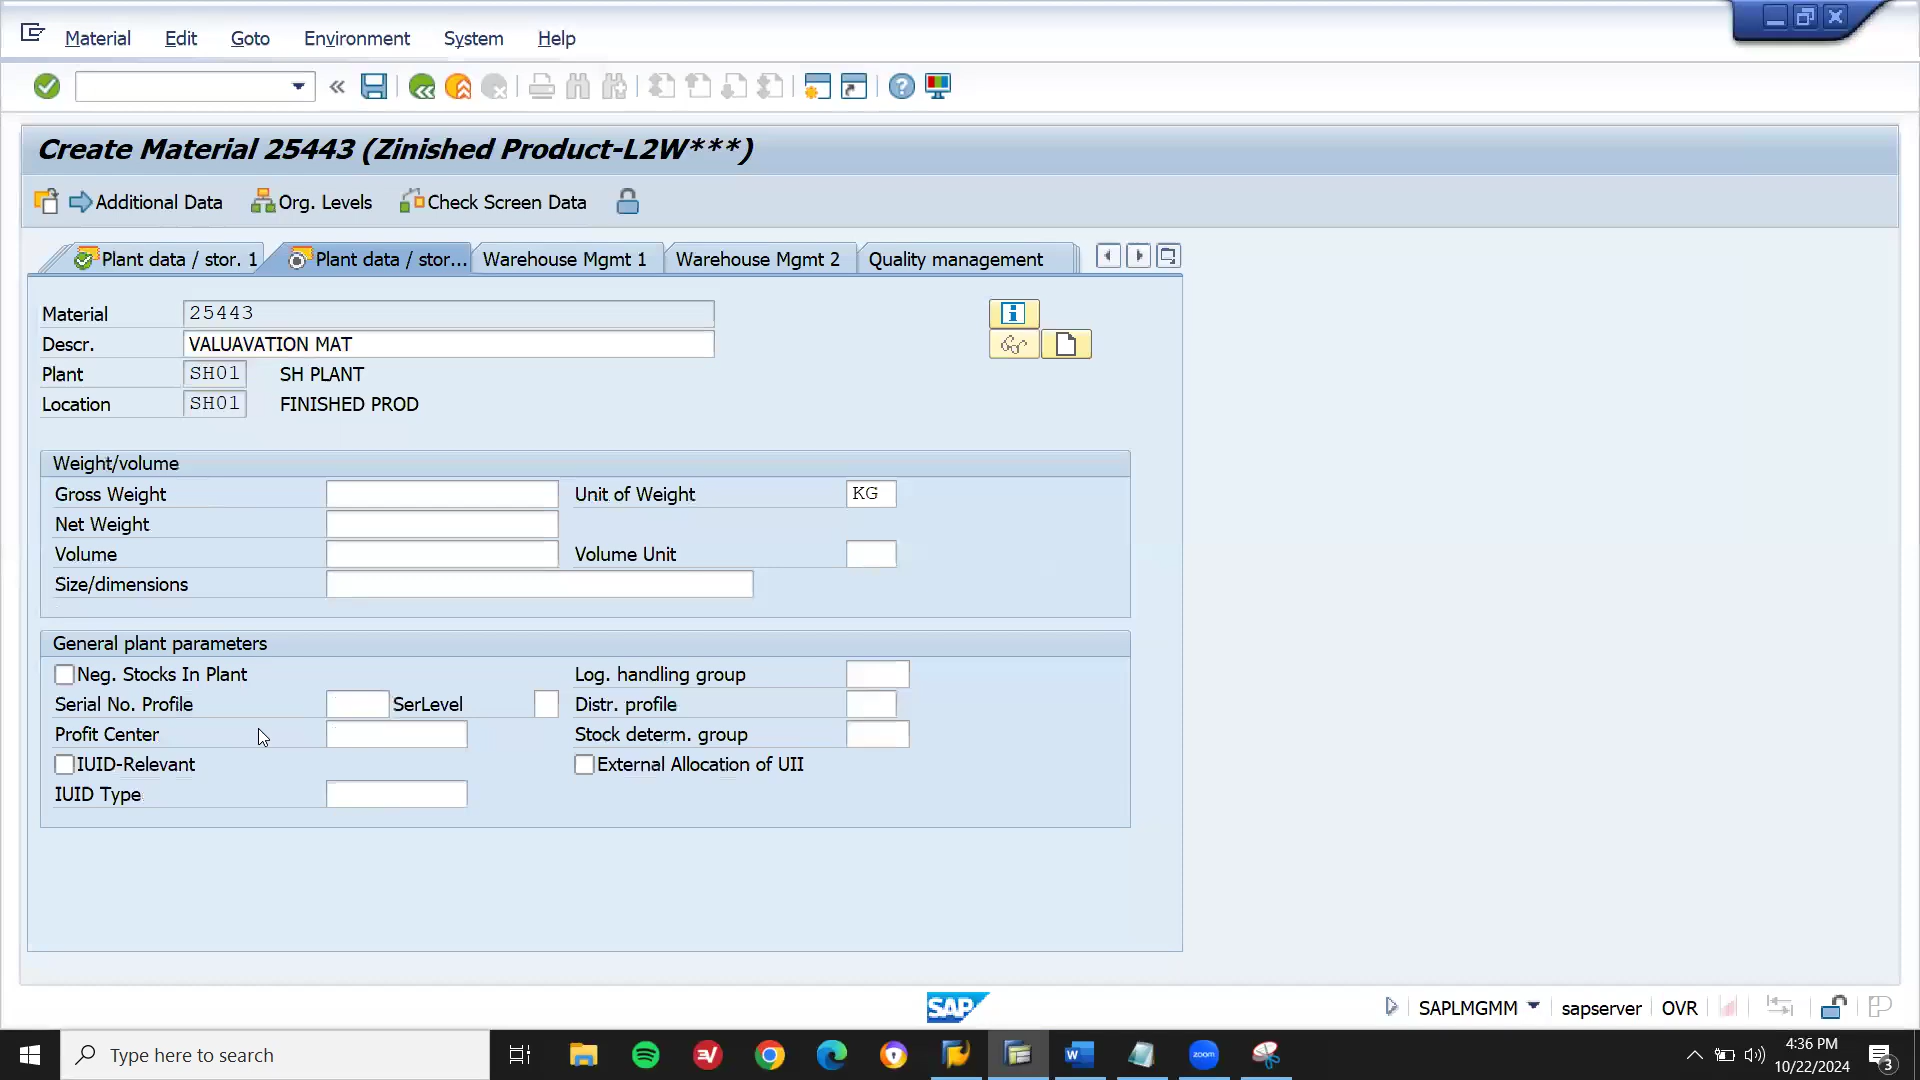 Material Edit Goto Environment System Help
Create Material 25443 (Zinished Product-L2W***)
Additional Data Org. Levels Check Screen Data
Plant data / stor. 1 Plant data / stor... Warehouse Mgmt 1 Warehouse Mgmt 2 Quality management
Material 25443
Descr. VALUAVATION MAT
Plant SH01 SH PLANT
Location SH01 FINISHED PROD
Weight/volume
Gross Weight Unit of Weight KG
Net Weight
Volume Volume Unit
Size/dimensions
General plant parameters
Neg. Stocks In Plant Log. handling group
Serial No. Profile SerLevel Distr. profile
Profit Center Stock determ. group
IUID-Relevant External Allocation of UII
IUID Type
SAP SAPLMGMM sapserver OVR
Type here to search
zoom
4:36 PM
10/22/2024
3